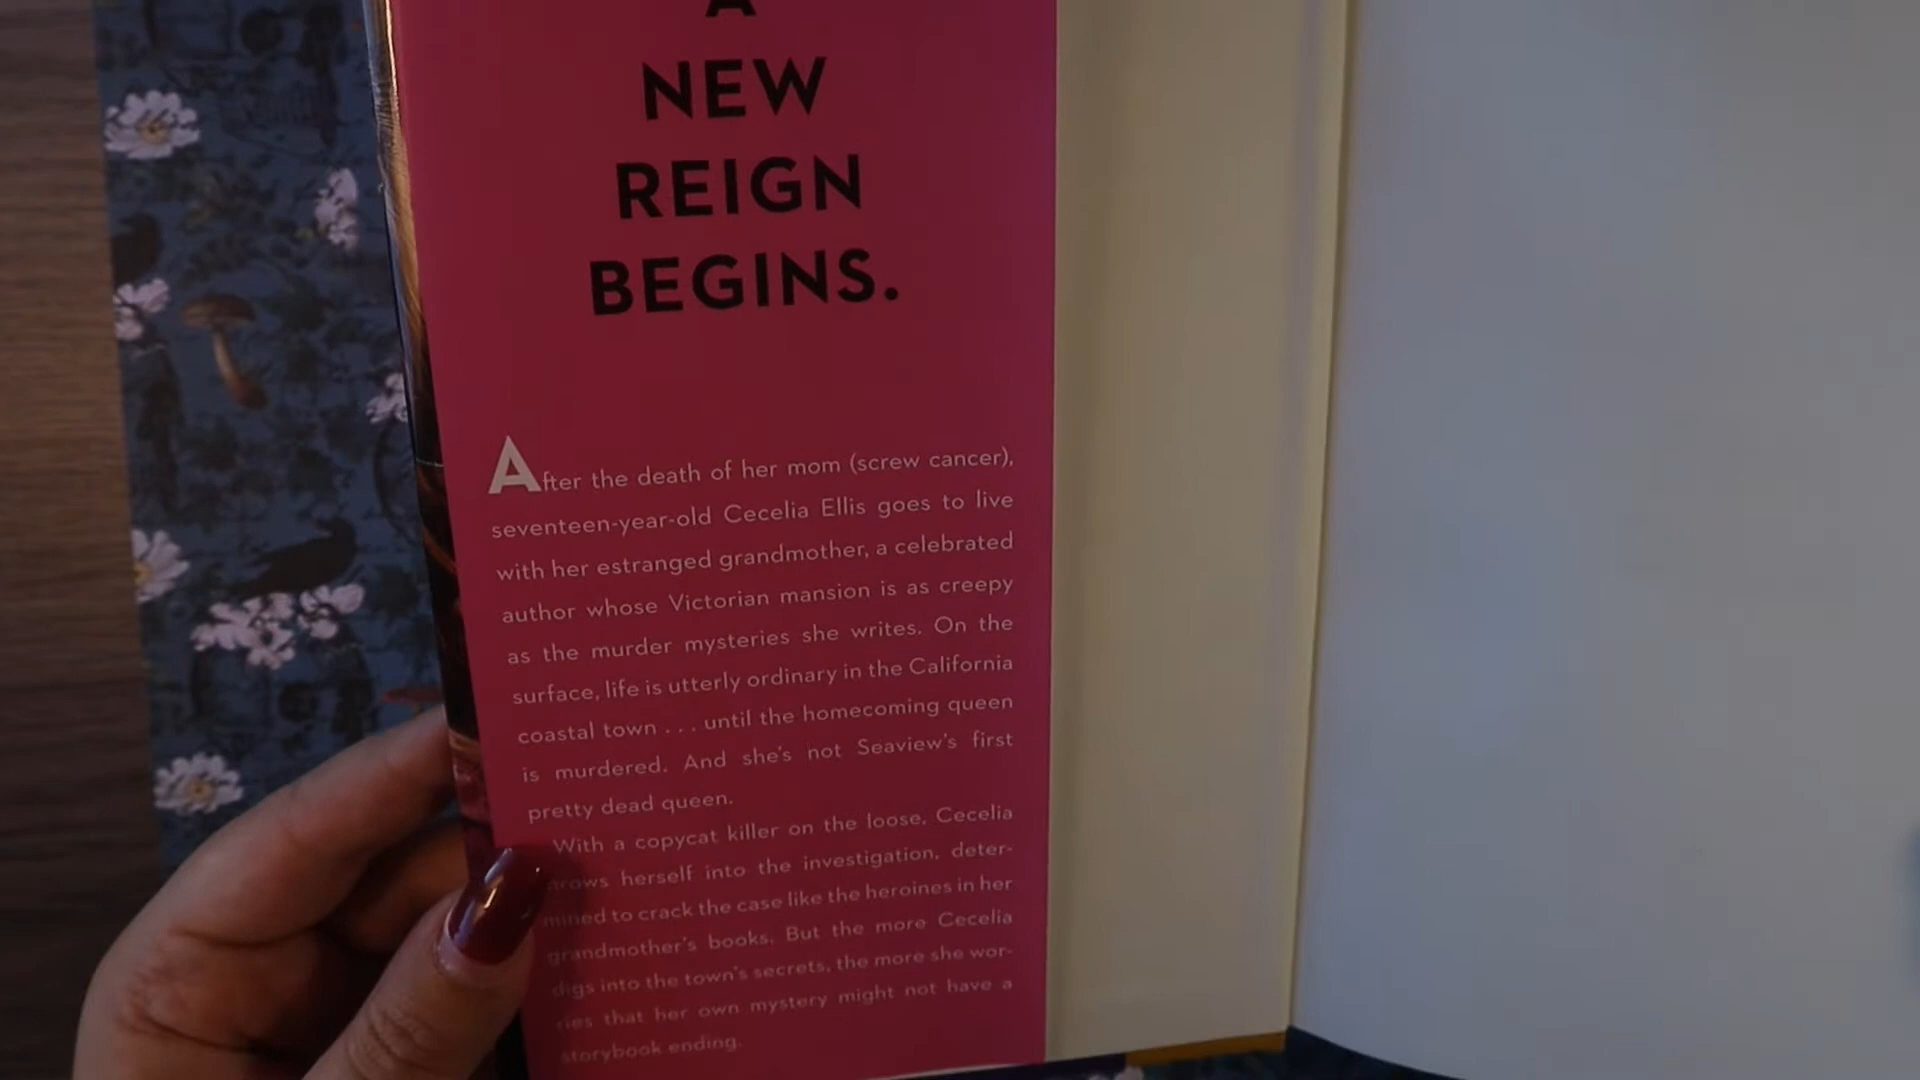 A
NEW
REIGN
BEGINS.
After the death of her mom (screw cancer),
seventeen-year-old Cecelia Ellis goes to live
with her estranged grandmother, a celebrated
author whose Victorian mansion is as creepy
as the murder mysteries she writes. On the
surface, life is utterly ordinary in the California
coastal town . . . until the homecoming queen
is murdered. And she's not Seaview's first
pretty dead queen.
With a copycat killer on the loose, Cecelia
throws herself into the investigation, deter-
mined to crack the case like the heroines in her
grandmother's books. But the more Cecelia
digs into the town's secrets, the more she wor-
ries that her own mystery might not have a
storybook ending.